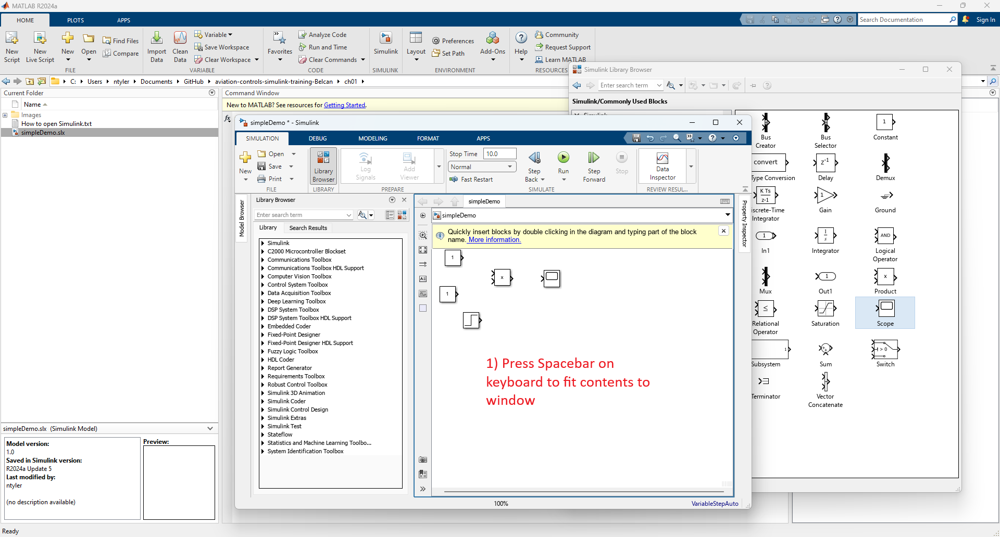 MATLAB R2024a
HOME
PLOTS
APPS
Search Documentation
Sign In
New Script
New Live Script
New
Open
Find Files
Compare
FILE
Import Data
Clean Data
Variable
Save Workspace
Clear Workspace
VARIABLE
Favorites
Analyze Code
Run and Time
Clear Commands
CODE
Simulink
SIMULINK
Layout
Preferences
Set Path
Add-Ons
ENVIRONMENT
Help
Community
Request Support
Learn MATLAB
RESOURCES
C: Users ntyler Documents GitHub aviation-controls-simulink-training-Belcan ch01
Current Folder
Name
Images
How to open Simulink.txt
simpleDemo.slx
simpleDemo.slx (Simulink Model)
Model version:
1.0
Saved in Simulink version:
R2024a Update 5
Last modified by:
ntyler
(no description available)
Preview:
Ready
Command Window
New to MATLAB? See resources for Getting Started.
fx
simpleDemo * - Simulink
SIMULATION
DEBUG
MODELING
FORMAT
APPS
New
Open
Save
Print
FILE
Library Browser
LIBRARY
Log Signals
Add Viewer
PREPARE
Stop Time 10.0
Normal
Fast Restart
Step Back
Run
Step Forward
Stop
SIMULATE
Data Inspector
REVIEW RESUL...
Model Browser
Library Browser
Enter search term
Library
Search Results
Simulink
C2000 Microcontroller Blockset
Communications Toolbox
Communications Toolbox HDL Support
Computer Vision Toolbox
Control System Toolbox
Data Acquisition Toolbox
Deep Learning Toolbox
DSP System Toolbox
DSP System Toolbox HDL Support
Embedded Coder
Fixed-Point Designer
Fixed-Point Designer HDL Support
Fuzzy Logic Toolbox
HDL Coder
Report Generator
Requirements Toolbox
Robust Control Toolbox
Simulink 3D Animation
Simulink Coder
Simulink Control Design
Simulink Extras
Simulink Test
Stateflow
Statistics and Machine Learning Toolbo...
System Identification Toolbox
simpleDemo
simpleDemo
Quickly insert blocks by double clicking in the diagram and typing part of the block
name. More information.
1
x
1
1) Press Spacebar on
keyboard to fit contents to
window
Property Inspector
100%
VariableStepAuto
Simulink Library Browser
Enter search term
Simulink/Commonly Used Blocks
Bus Creator
Bus Selector
1
Constant
convert
Type Conversion
z-1
Delay
Demux
K Ts
z-1
iscrete-Time
Integrator
1
Gain
Ground
1
In1
1
s
Integrator
AND
Logical
Operator
Mux
1
Out1
x
Product
≤
Relational
Operator
Saturation
Scope
1
Subsystem
Sum
> 0
Switch
Terminator
Vector
Concatenate